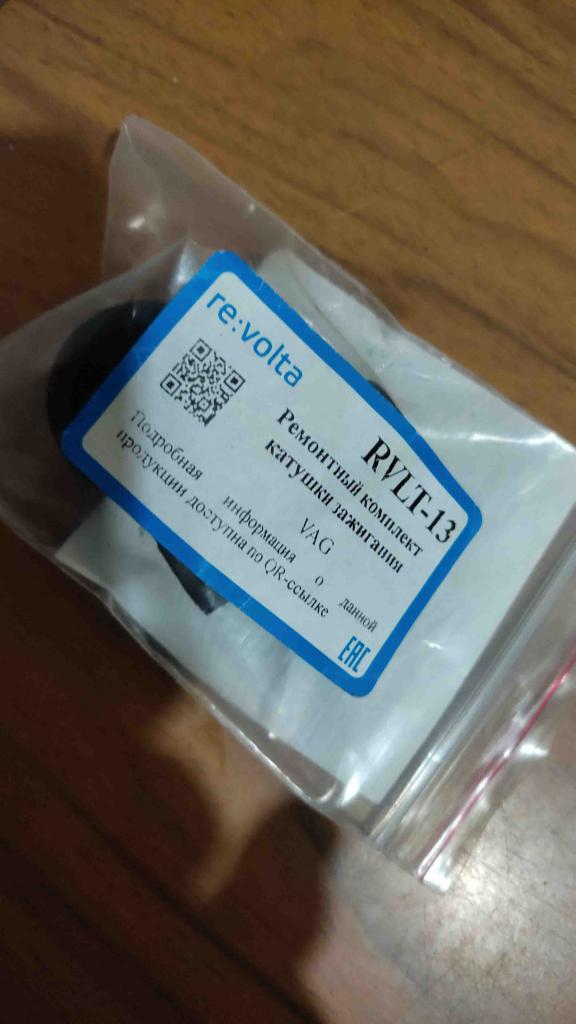 re:volta
RVLT-13
Ремонтный комплект
катушки зажигания
VAG
Подробная информация о данной
продукции доступна по QR-ссылке
EAC